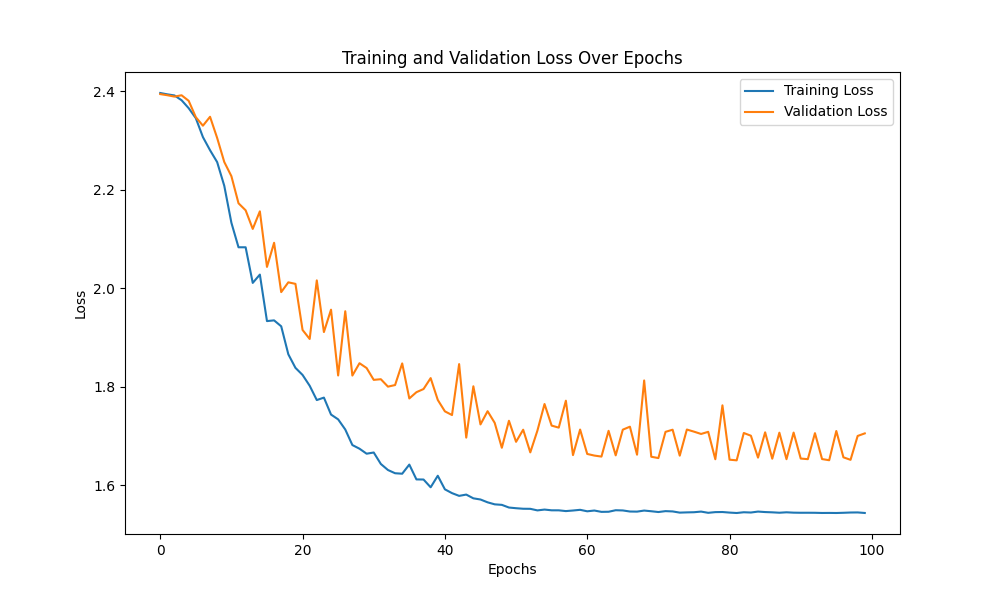 Training and Validation Loss Over Epochs
Training Loss
Validation Loss
2.4
2.2
2.0
1.8
1.6
Loss
0
20
40
60
80
100
Epochs